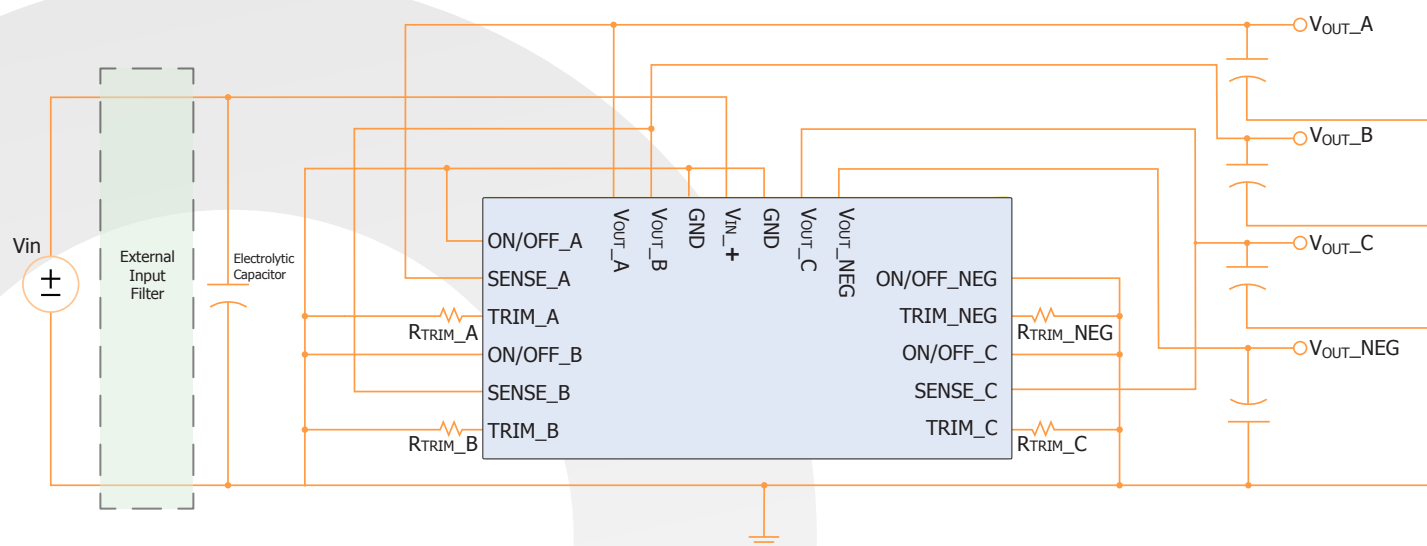 VOUT_A
VOUT_B
VOUT_C
VOUT_NEG
Vin
±
External
Input
Filter
Electrolytic
Capacitor
VOUT_A
VOUT_B
GND
VIN_+
GND
VOUT_C
VOUT_NEG
ON/OFF_A
SENSE_A
TRIM_A
ON/OFF_B
SENSE_B
TRIM_B
RTRIM_A
RTRIM_B
ON/OFF_NEG
TRIM_NEG
ON/OFF_C
SENSE_C
TRIM_C
RTRIM_NEG
RTRIM_C